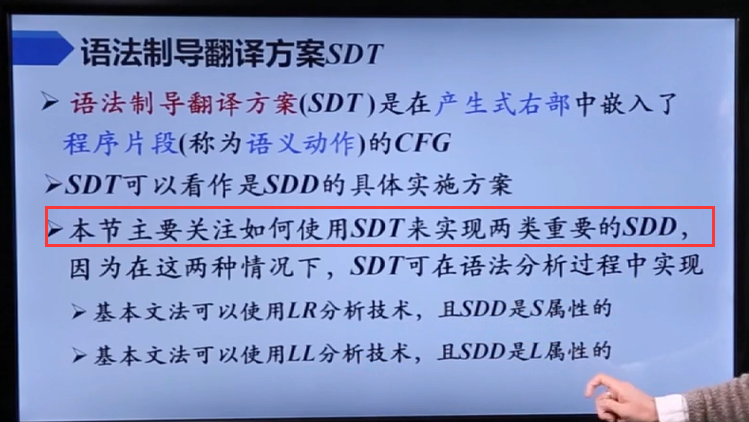 语法制导翻译方案SDT
语法制导翻译方案(SDT)是在产生式右部中嵌入了
程序片段(称为语义动作)的CFG
SDT可以看作是SDD的具体实施方案
本节主要关注如何使用SDT来实现两类重要的SDD，
因为在这两种情况下，SDT可在语法分析过程中实现
基本文法可以使用LR分析技术，且SDD是S属性的
基本文法可以使用LL分析技术，且SDD是L属性的